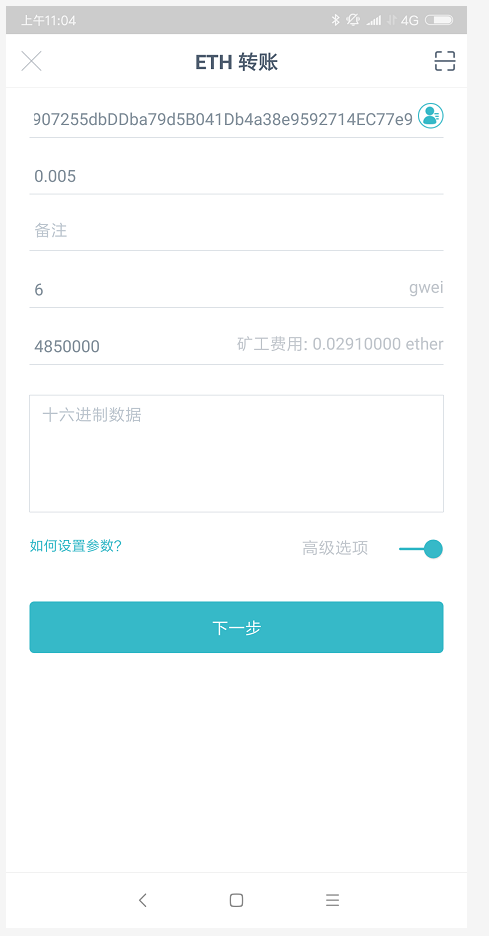 上午11:04 4G
ETH 转账
907255dbDDba79d5B041Db4a38e9592714EC77e9
0.005
备注
6 gwei
4850000 矿工费用: 0.02910000 ether
十六进制数据
如何设置参数? 高级选项
下一步